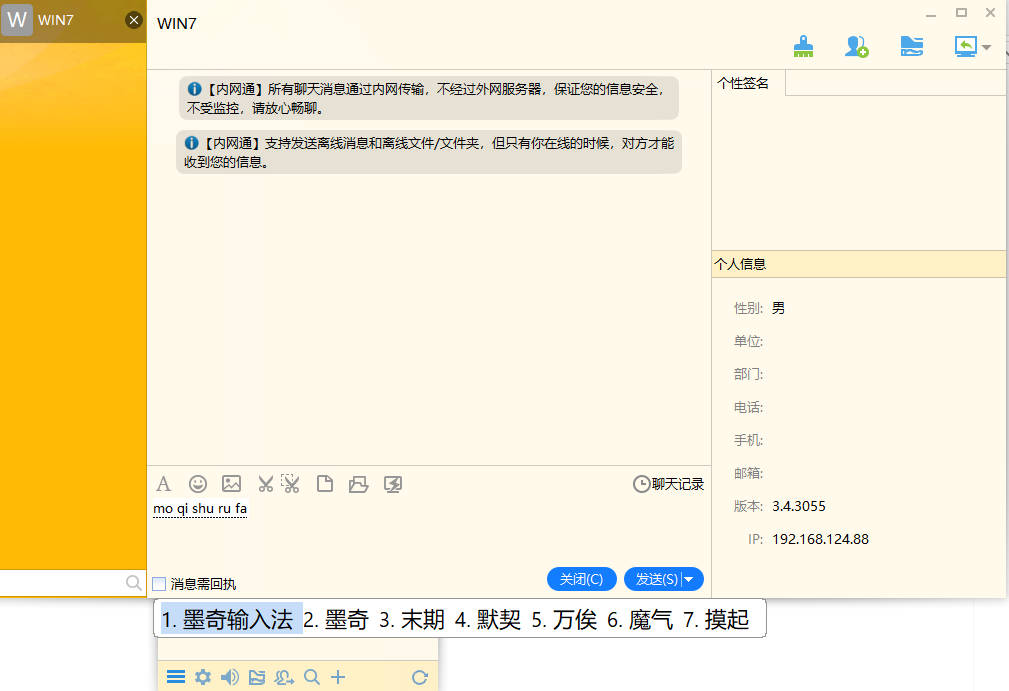 W WIN7
WIN7
【内网通】所有聊天消息通过内网传输，不经过外网服务器，保证您的信息安全，
不受监控，请放心畅聊。
【内网通】支持发送离线消息和离线文件/文件夹，但只有你在线的时候，对方才能
收到您的信息。
个性签名
个人信息
性别: 男
单位:
部门:
电话:
手机:
邮箱:
版本: 3.4.3055
IP: 192.168.124.88
A 聊天记录
mo qi shu ru fa
消息需回执 关闭(C) 发送(S)
1. 墨奇输入法 2. 墨奇 3. 末期 4. 默契 5. 万俟 6. 魔气 7. 摸起